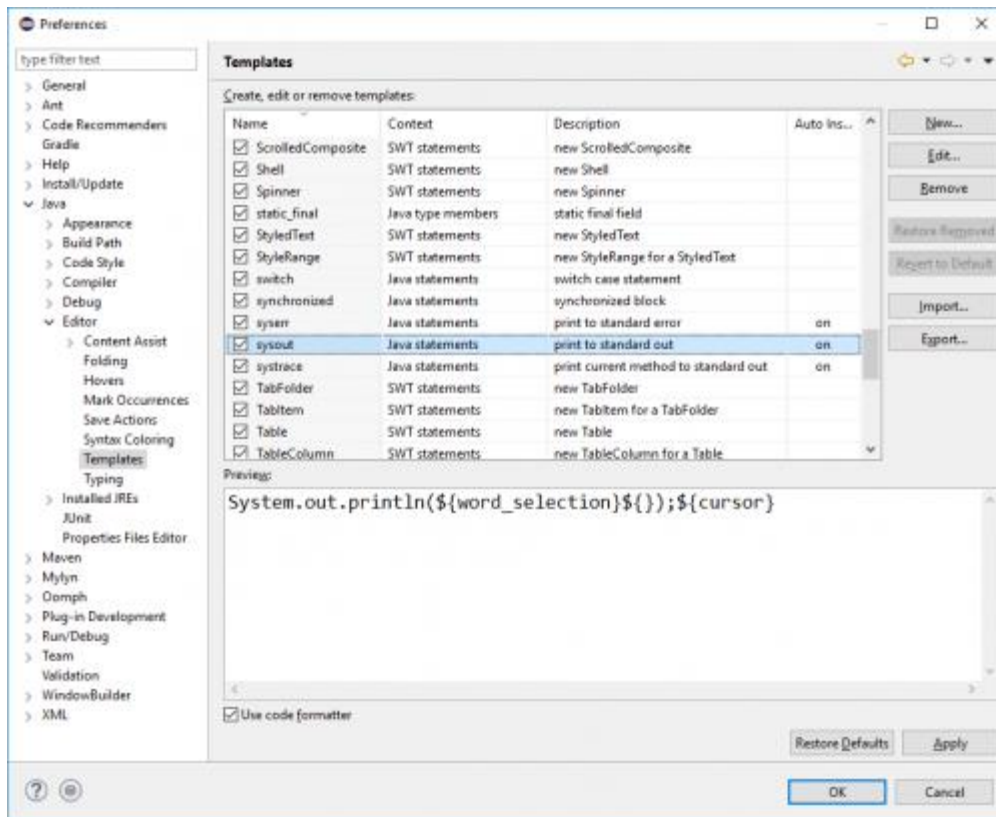 Preferences
type filter text
General
Ant
Code Recommenders
Gradle
Help
Install/Update
Java
Appearance
Build Path
Code Style
Compiler
Debug
Editor
Content Assist
Folding
Hovers
Mark Occurrences
Save Actions
Syntax Coloring
Templates
Typing
Installed JREs
JUnit
Properties Files Editor
Maven
Mylyn
Oomph
Plug-in Development
Run/Debug
Team
Validation
WindowBuilder
XML
Templates
Create, edit or remove templates:
Name Context Description Auto Ins...
ScrolledComposite SWT statements new ScrolledComposite
Shell SWT statements new Shell
Spinner SWT statements new Spinner
static_final Java type members static final field
StyledText SWT statements new StyledText
StyleRange SWT statements new StyleRange for a StyledText
switch Java statements switch case statement
synchronized Java statements synchronized block
syserr Java statements print to standard error on
sysout Java statements print to standard out on
systrace Java statements print current method to standard out on
TabFolder SWT statements new TabFolder
TabItem SWT statements new TabItem for a TabFolder
Table SWT statements new Table
TableColumn SWT statements new TableColumn for a Table
New...
Edit...
Remove
Restore Removed
Revert to Default
Import...
Export...
Preview:
System.out.println(${word_selection}${});${cursor}
Use code formatter
Restore Defaults Apply
OK Cancel